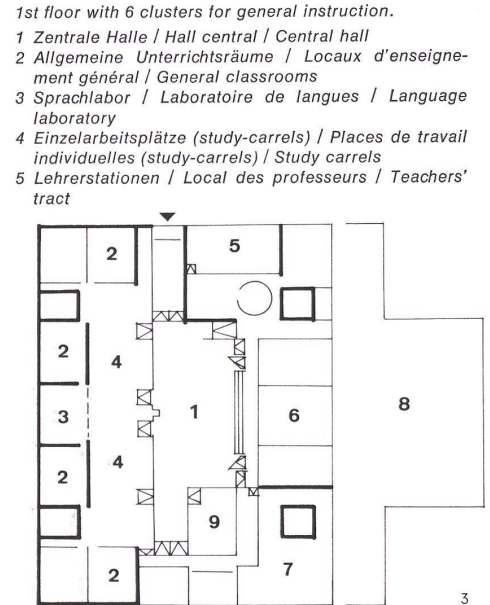 1st floor with 6 clusters for general instruction.
1 Zentrale Halle / Hall central / Central hall
2 Allgemeine Unterrichtsräume / Locaux d'enseigne-
ment général / General classrooms
3 Sprachlabor / Laboratoire de langues / Language
laboratory
4 Einzelarbeitsplätze (study-carrels) / Places de travail
individuelles (study-carrels) / Study carrels
5 Lehrerstationen / Local des professeurs / Teachers'
tract
2 5
2 4
3 1 6 8
2 4
9
2 7
3